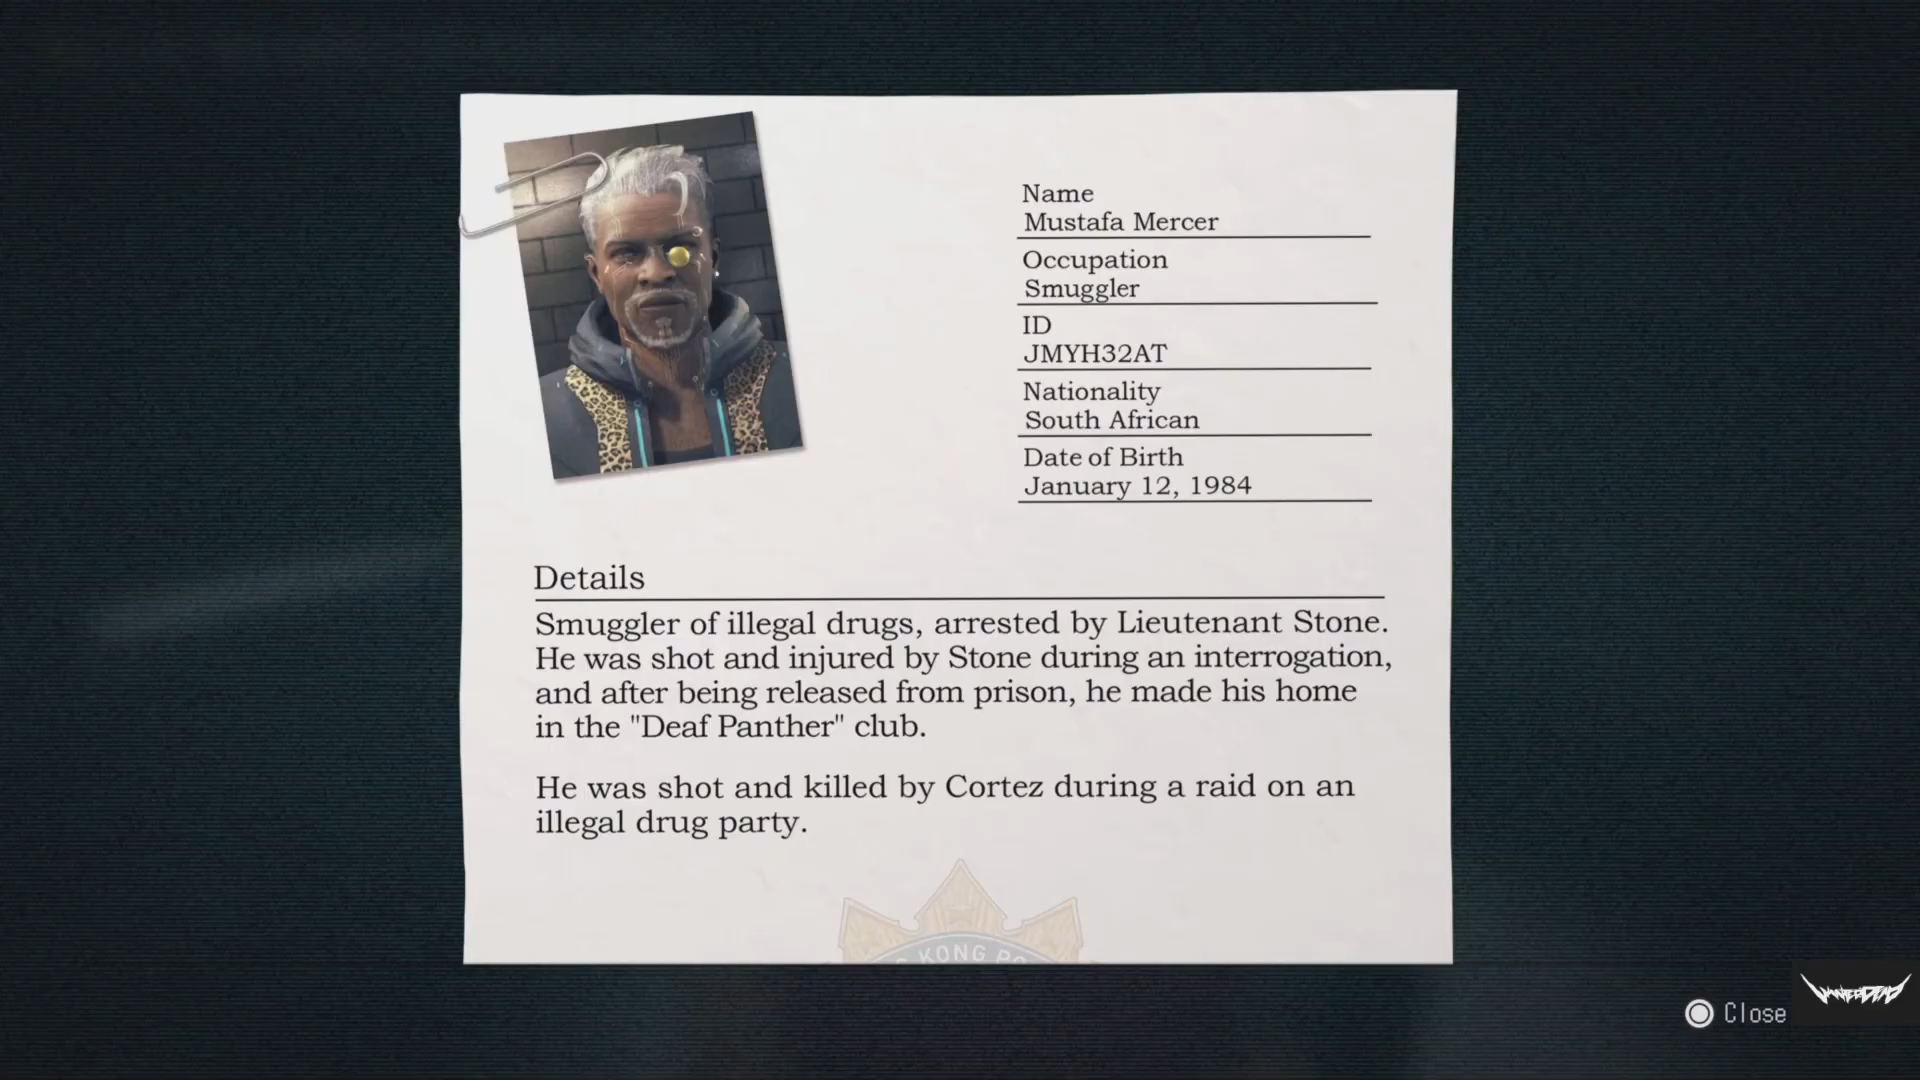 Name
Mustafa Mercer
Occupation
Smuggler
ID
JMYH32AT
Nationality
South African
Date of Birth
January 12, 1984
Details
Smuggler of illegal drugs, arrested by Lieutenant Stone.
He was shot and injured by Stone during an interrogation,
and after being released from prison, he made his home
in the "Deaf Panther" club.
He was shot and killed by Cortez during a raid on an
illegal drug party.
KONG
Close
WANTED: DEAD